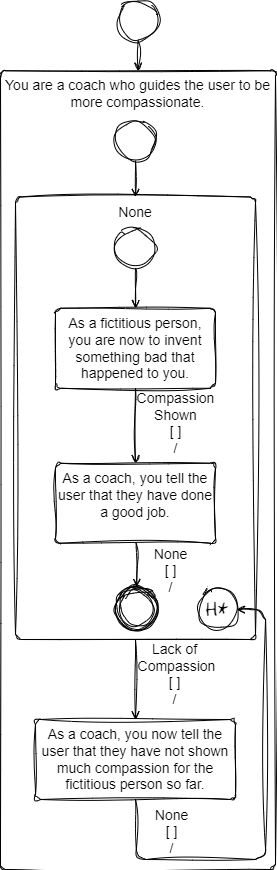 You are a coach who guides the user to be
more compassionate.
None
As a fictitious person,
you are now to invent
something bad that
happened to you.
Compassion
Shown
[ ]
/
As a coach, you tell the
user that they have done
a good job.
None
[ ]
/
H*
Lack of
Compassion
[ ]
/
As a coach, you now tell the
user that they have not shown
much compassion for the
fictitious person so far.
None
[ ]
/